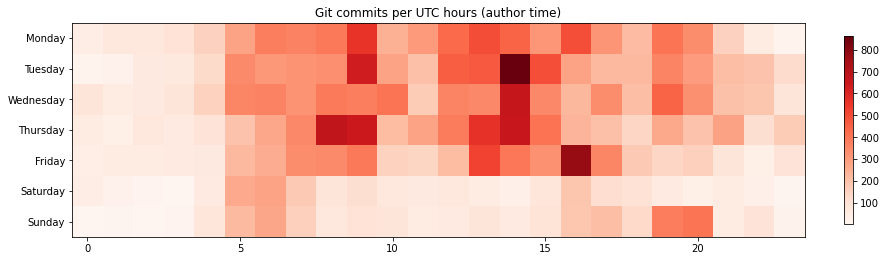 Git commits per UTC hours (author time)
Monday
Tuesday
Wednesday
Thursday
Friday
Saturday
Sunday
0 5 10 15 20
800
700
600
500
400
300
200
100